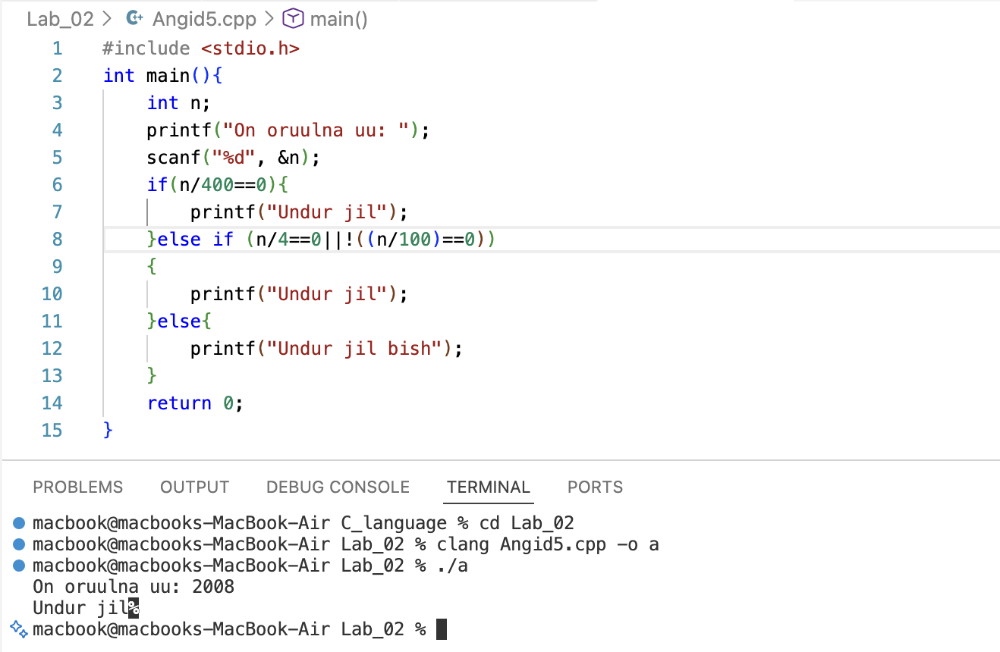 Lab_02 > C++ Angid5.cpp > main()
1 #include <stdio.h>
2 int main(){
3     int n;
4     printf("On oruulna uu: ");
5     scanf("%d", &n);
6     if(n/400==0){
7         printf("Undur jil");
8     }else if (n/4==0||!((n/100)==0))
9     {
10         printf("Undur jil");
11     }else{
12         printf("Undur jil bish");
13     }
14     return 0;
15 }
PROBLEMS OUTPUT DEBUG CONSOLE TERMINAL PORTS
macbook@macbooks-MacBook-Air C_language % cd Lab_02
macbook@macbooks-MacBook-Air Lab_02 % clang Angid5.cpp -o a
macbook@macbooks-MacBook-Air Lab_02 % ./a
On oruulna uu: 2008
Undur jil%
macbook@macbooks-MacBook-Air Lab_02 %